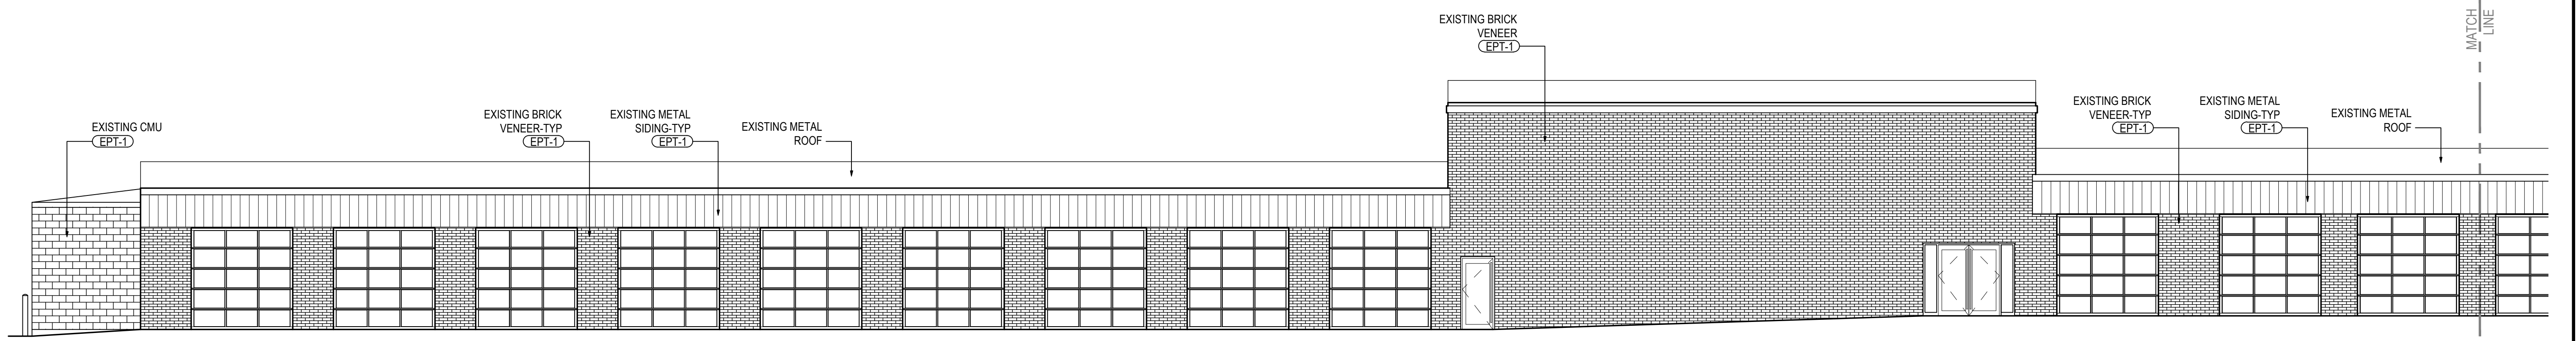 EXISTING CMU
EPT-1
EXISTING BRICK
VENEER-TYP
EPT-1
EXISTING METAL
SIDING-TYP
EPT-1
EXISTING METAL
ROOF
EXISTING BRICK
VENEER
EPT-1
EXISTING BRICK
VENEER-TYP
EPT-1
EXISTING METAL
SIDING-TYP
EPT-1
EXISTING METAL
ROOF
MATCH
LINE